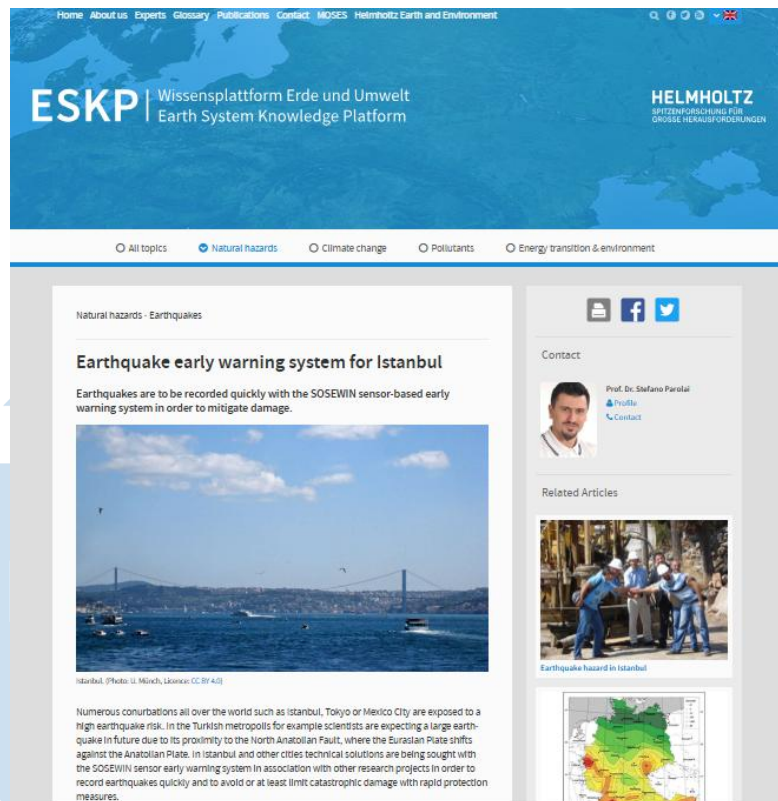 Home About us Experts Glossary Publications Contact MOSES Helmholtz Earth and Environment
ESKP
Wissensplattform Erde und Umwelt
Earth System Knowledge Platform
HELMHOLTZ
SPITZENFORSCHUNG FÜR
GROSSE HERAUSFORDERUNGEN
All topics Natural hazards Climate change Pollutants Energy transition & environment
Natural hazards - Earthquakes
Earthquake early warning system for Istanbul
Earthquakes are to be recorded quickly with the SOSEWIN sensor-based early
warning system in order to mitigate damage.
Istanbul. (Photo: U. Münch, Licence: CC BY 4.0)
Numerous conurbations all over the world such as Istanbul, Tokyo or Mexico City are exposed to a
high earthquake risk. In the Turkish metropolis for example scientists are expecting a large earth-
quake in future due to its proximity to the North Anatolian Fault, where the Eurasian Plate shifts
against the Anatolian Plate. In Istanbul and other cities technical solutions are being sought with
the SOSEWIN sensor early warning system in association with other research projects in order to
record earthquakes quickly and to avoid or at least limit catastrophic damage with rapid protection
measures.
Contact
Prof. Dr. Stefano Parolai
Profile
Contact
Related Articles
Earthquake hazard in Istanbul